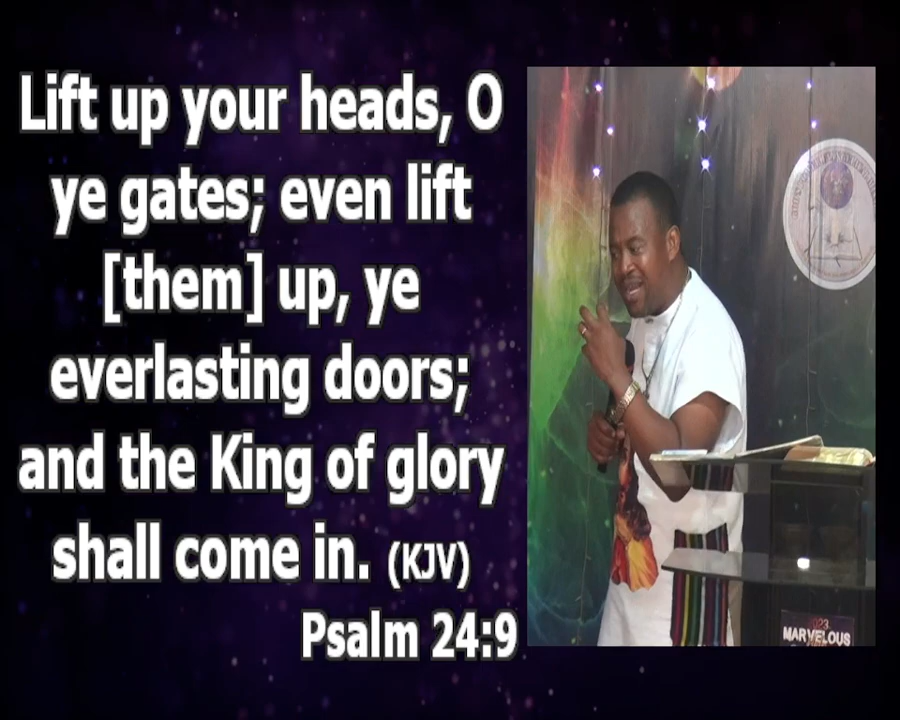 Lift up your heads, O
ye gates; even lift
[them] up, ye
everlasting doors;
and the King of glory
shall come in. (KJV)
Psalm 24:9
2023
MARVELOUS